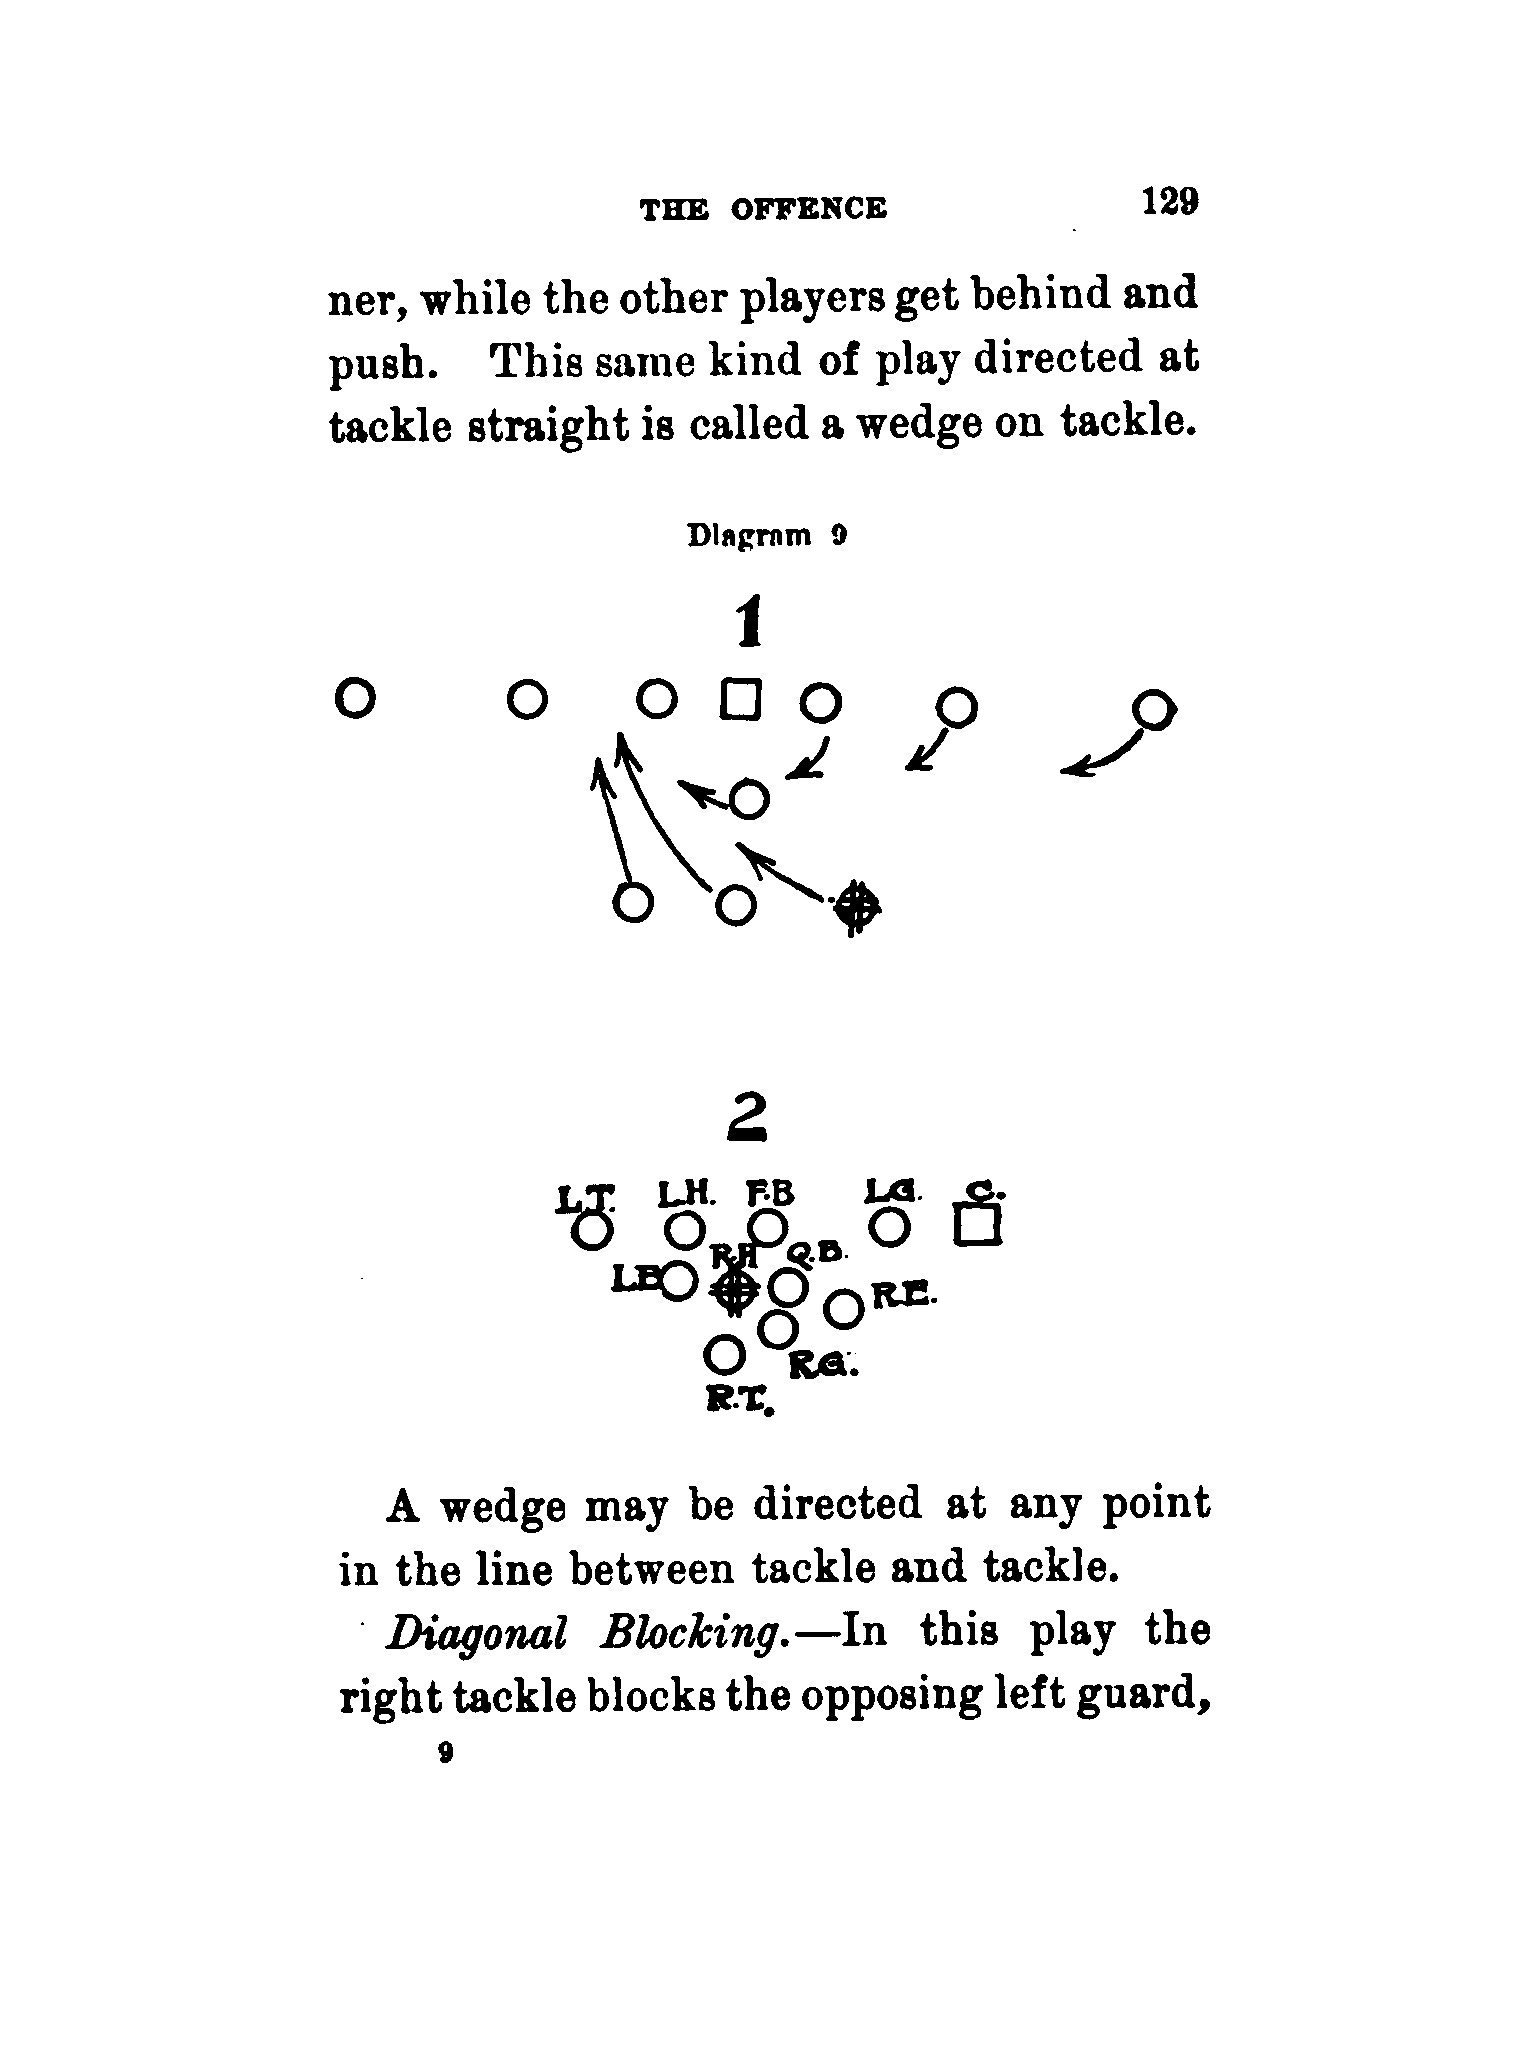 THE OFFENCE 129
ner, while the other players get behind and
push. This same kind of play directed at
tackle straight is called a wedge on tackle.
Diagram 9
1
2
L.T. L.H. F.B L.G. C.
R.H Q.B.
L.E R.E.
R.G.
R.T.
A wedge may be directed at any point
in the line between tackle and tackle.
Diagonal Blocking.—In this play the
right tackle blocks the opposing left guard,
9